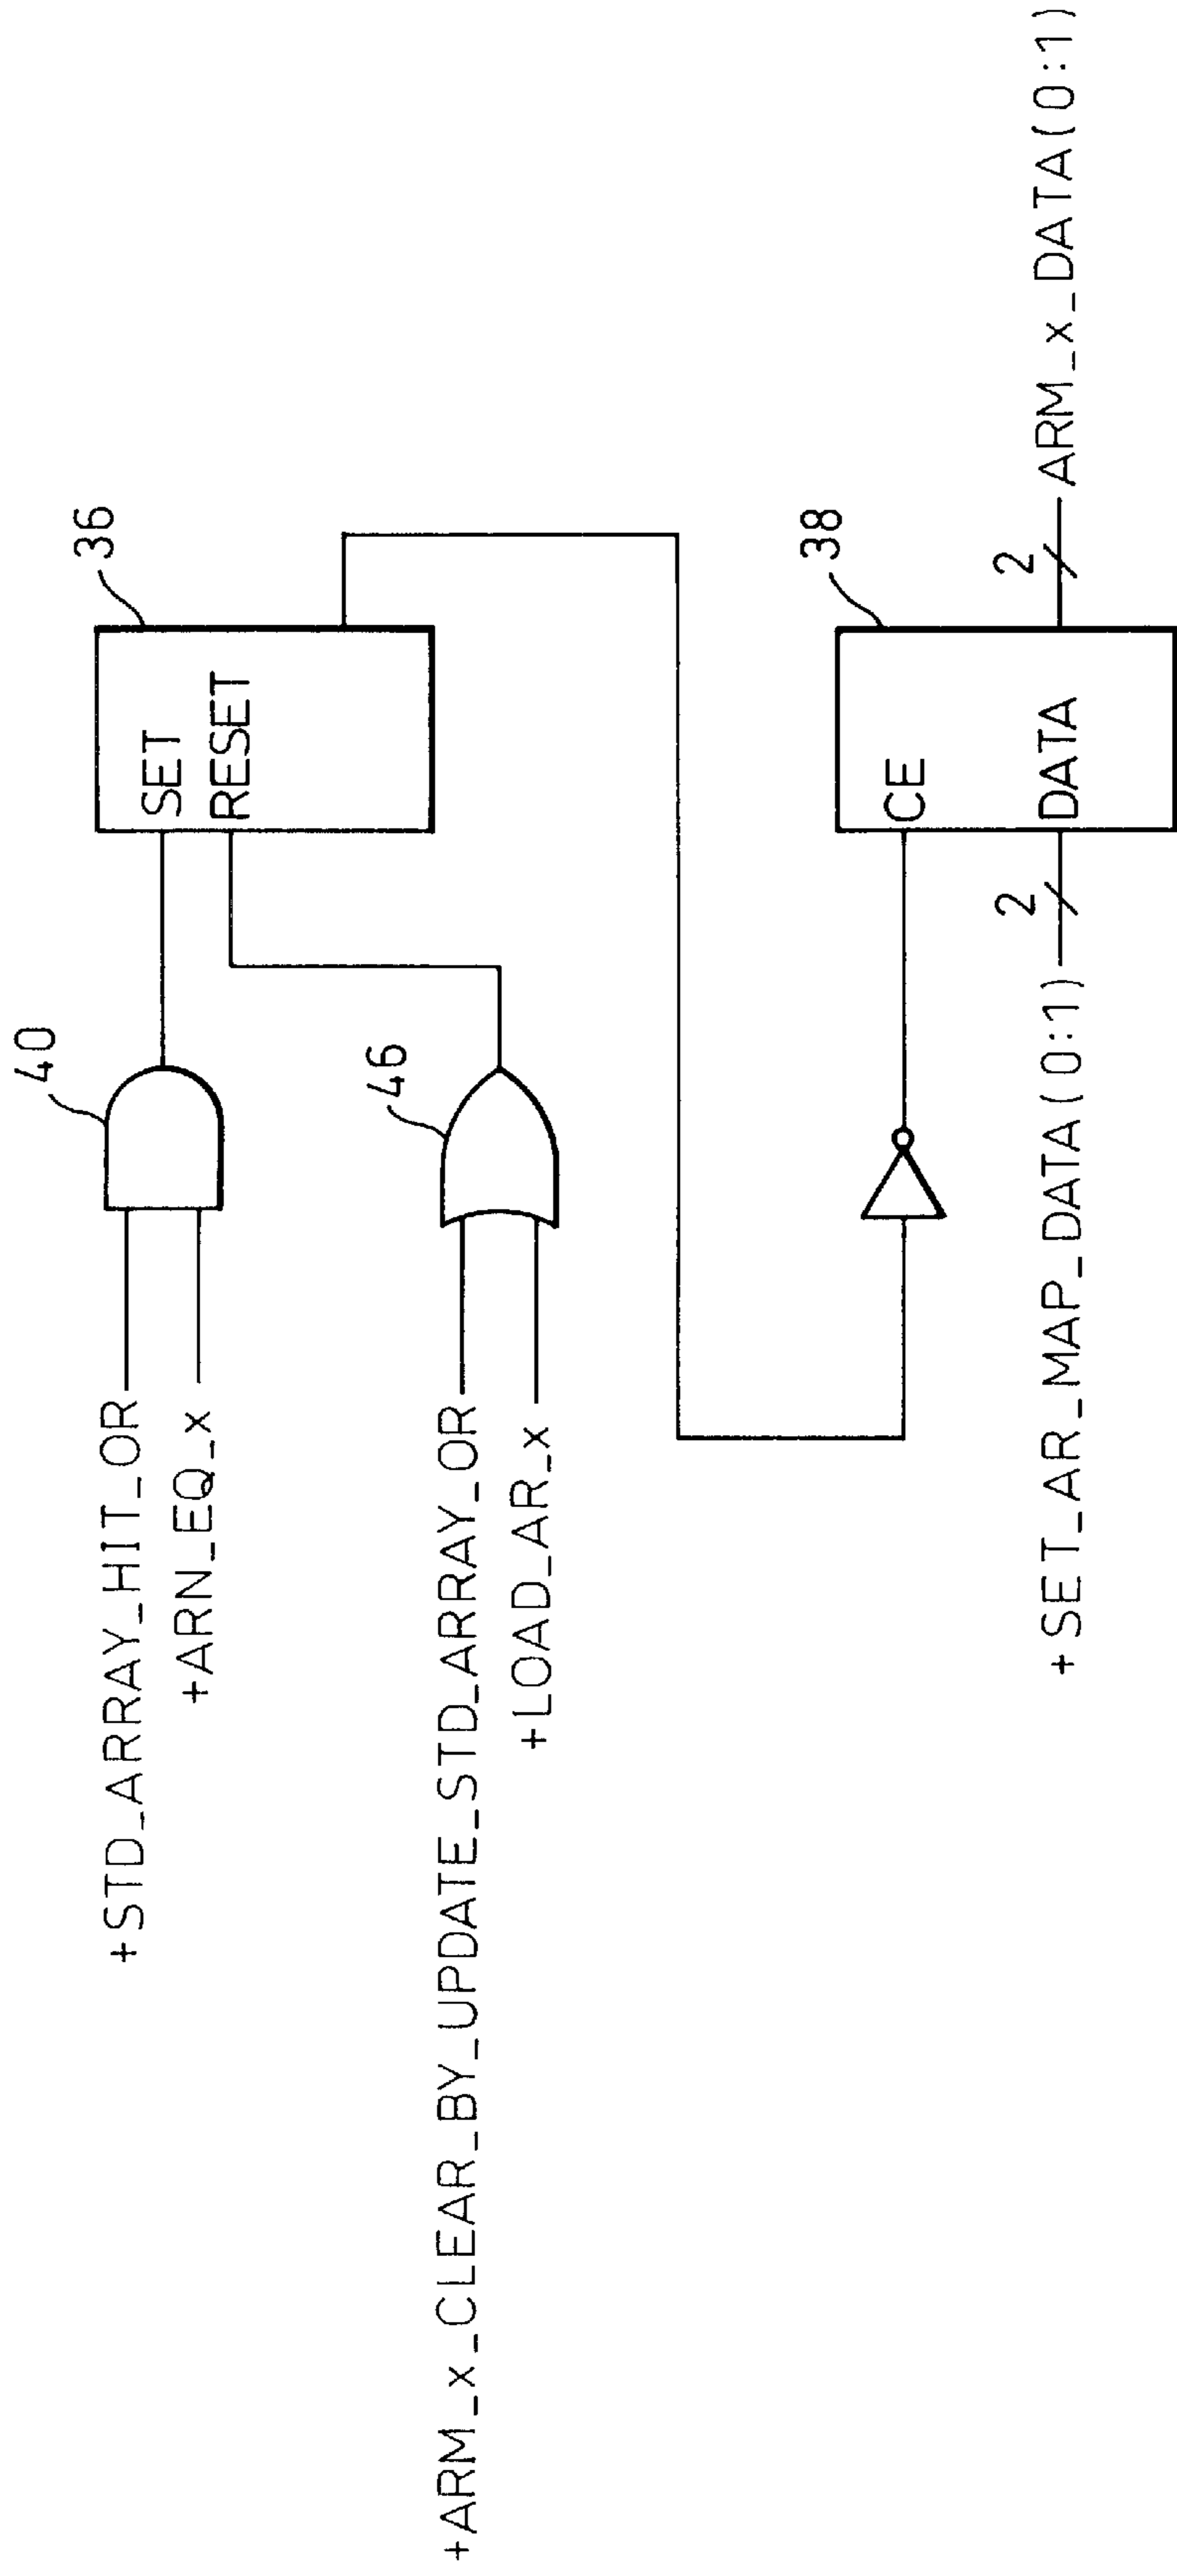 40
36
+STD_ARRAY_HIT_OR
+ARN_EQ_x
SET
RESET
46
+ARM_x_CLEAR_BY_UPDATE_STD_ARRAY_OR
+LOAD_AR_x
38
CE
+SET_AR_MAP_DATA(0:1)
2
DATA
2
ARM_x_DATA(0:1)